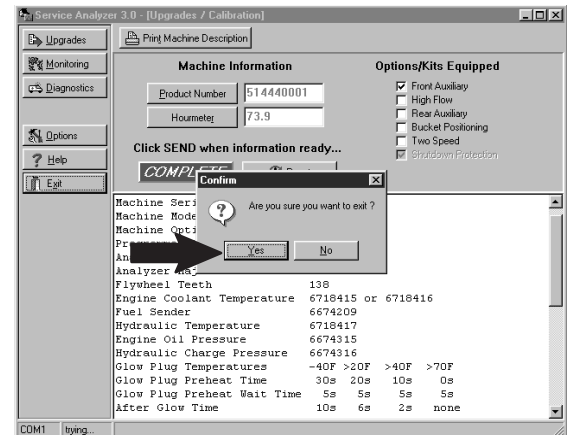 Service Analyzer 3.0 - [Upgrades / Calibration]
Upgrades
Print Machine Description
Monitoring
Diagnostics
Options
Help
Exit
Machine Information
Options/Kits Equipped
Product Number 514440001
Hourmeter 73.9
Front Auxiliary
High Flow
Rear Auxiliary
Bucket Positioning
Two Speed
Shutdown Protection
Click SEND when information ready...
COMPLETE
Confirm
Are you sure you want to exit ?
Yes No
Machine Seri
Machine Mode
Machine Opti
Analyzer Maj
Flywheel Teeth 138
Engine Coolant Temperature 6718415 or 6718416
Fuel Sender 6674209
Hydraulic Temperature 6718417
Engine Oil Pressure 6674315
Hydraulic Charge Pressure 6674316
Glow Plug Temperatures -40F >20F >40F >70F
Glow Plug Preheat Time 30s 20s 10s 0s
Glow Plug Preheat Wait Time 5s 5s 5s 5s
After Glow Time 10s 6s 2s none
COM1 trying...